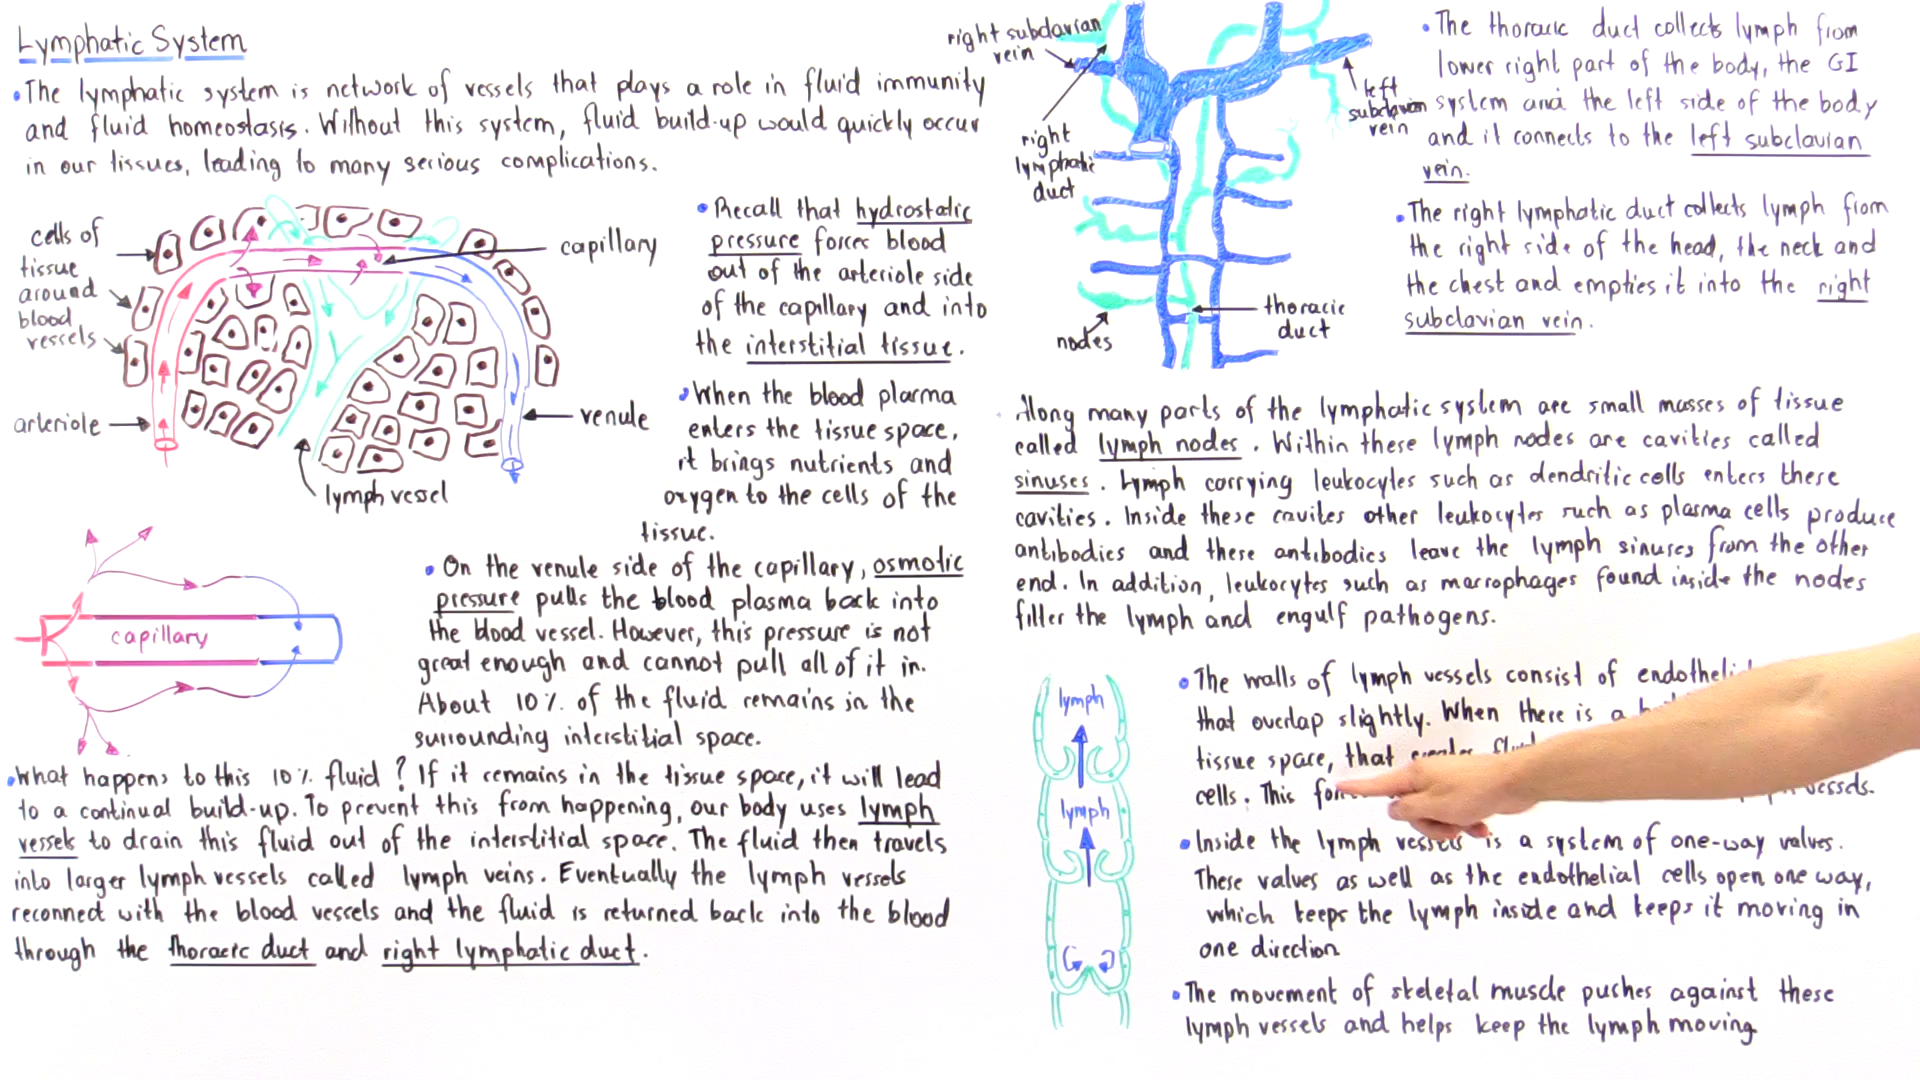 Lymphatic System
• The lymphatic system is network of vessels that plays a role in fluid immunity
and fluid homeostasis. Without this system, fluid build-up would quickly occur
in our tissues, leading to many serious complications.
cells of
tissue
around
blood
vessels
arteriole
capillary
venule
lymph vessel
• Recall that hydrostatic
pressure forces blood
out of the arteriole side
of the capillary and into
the interstitial tissue.
• When the blood plasma
enters the tissue space,
it brings nutrients and
oxygen to the cells of the
tissue.
capillary
• On the venule side of the capillary, osmotic
pressure pulls the blood plasma back into
the blood vessel. However, this pressure is not
great enough and cannot pull all of it in.
About 10% of the fluid remains in the
surrounding interstitial space.
• What happens to this 10% fluid? If it remains in the tissue space, it will lead
to a continual build-up. To prevent this from happening, our body uses lymph
vessels to drain this fluid out of the interstitial space. The fluid then travels
into larger lymph vessels called lymph veins. Eventually the lymph vessels
reconnect with the blood vessels and the fluid is returned back into the blood
through the thoracic duct and right lymphatic duct.
right subclavian
vein
right
lymphatic
duct
nodes
thoracic
duct
left
subclavian
vein
• The thoracic duct collects lymph from
lower right part of the body, the GI
system and the left side of the body
and it connects to the left subclavian
vein.
• The right lymphatic duct collects lymph from
the right side of the head, the neck and
the chest and empties it into the right
subclavian vein.
Along many parts of the lymphatic system are small masses of tissue
called lymph nodes. Within these lymph nodes are cavities called
sinuses. Lymph carrying leukocytes such as dendritic cells enters these
cavities. Inside these cavites other leukocytes such as plasma cells produce
antibodies and these antibodies leave the lymph sinuses from the other
end. In addition, leukocytes such as macrophages found inside the nodes
filter the lymph and engulf pathogens.
lymph
lymph
• The walls of lymph vessels consist of
that overlap slightly. When there is a
tissue space, that
cells. This vessels.
• Inside the lymph vessels is a system of one-way valves.
These valves as well as the endothelial cells open one way,
which keeps the lymph inside and keeps it moving in
one direction
• The movement of skeletal muscle pushes against these
lymph vessels and helps keep the lymph moving